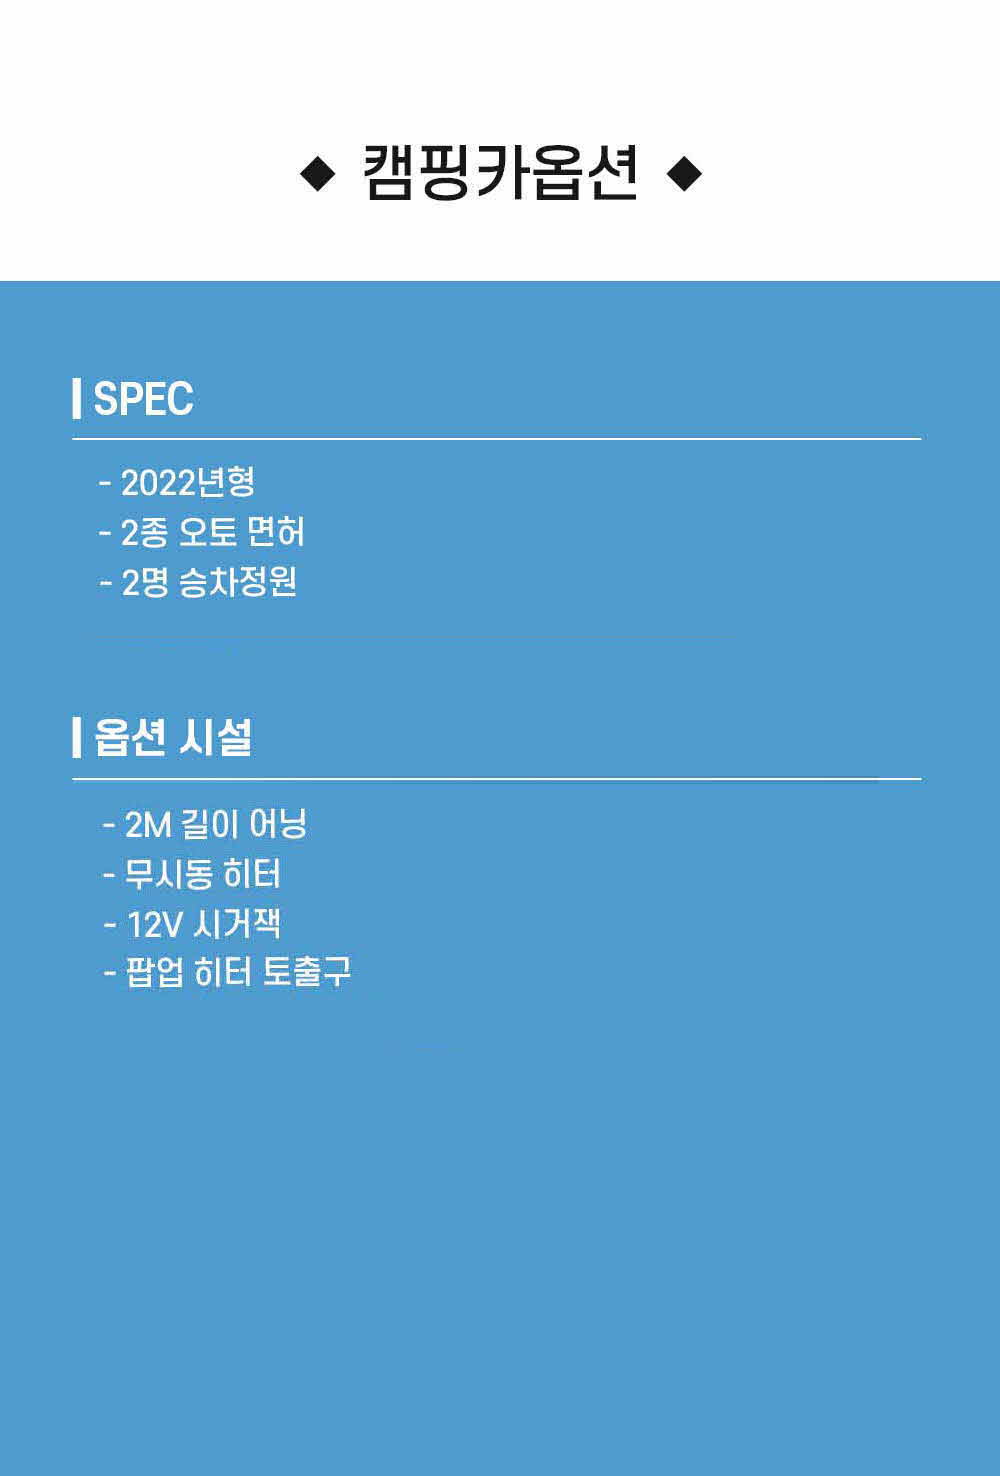 ◆ 캠핑카옵션 ◆
SPEC
- 2022년형
- 2종 오토 면허
- 2명 승차정원
옵션 시설
- 2M 길이 어닝
- 무시동 히터
- 12V 시거잭
- 팝업 히터 토출구